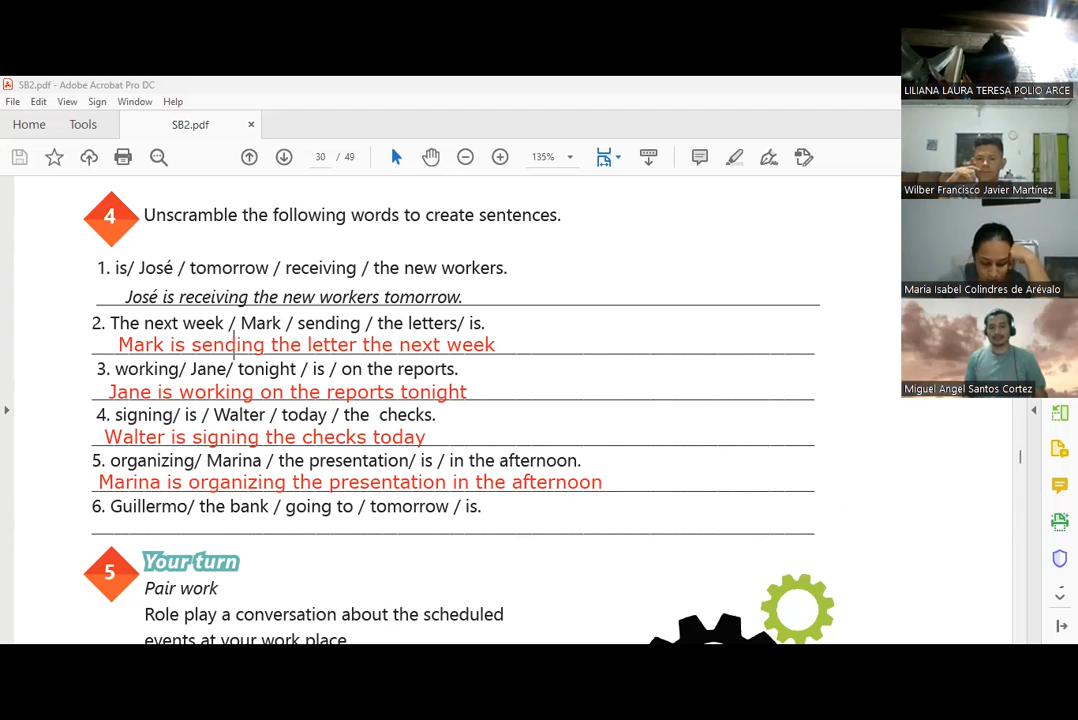 SB2.pdf - Adobe Acrobat Pro DC
File Edit View Sign Window Help
Home Tools SB2.pdf ×
30 / 49 135%
4 Unscramble the following words to create sentences.
1. is/ José / tomorrow / receiving / the new workers.
José is receiving the new workers tomorrow.
2. The next week / Mark / sending / the letters/ is.
Mark is sending the letter the next week
3. working/ Jane/ tonight / is / on the reports.
Jane is working on the reports tonight
4. signing/ is / Walter / today / the checks.
Walter is signing the checks today
5. organizing/ Marina / the presentation/ is / in the afternoon.
Marina is organizing the presentation in the afternoon
6. Guillermo/ the bank / going to / tomorrow / is.
5 Your turn
Pair work
Role play a conversation about the scheduled
events at your work place
LILIANA LAURA TERESA POLIO ARCE
Wilber Francisco Javier Martínez
María Isabel Colindres de Arévalo
Miguel Angel Santos Cortez